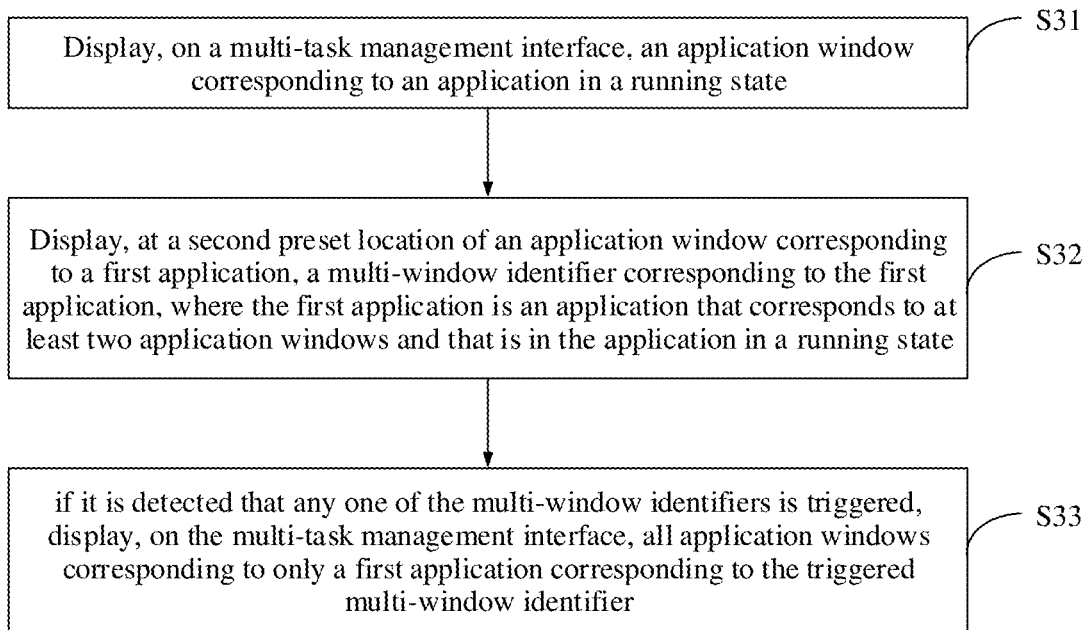 S31
Display, on a multi-task management interface, an application window
corresponding to an application in a running state
S32
Display, at a second preset location of an application window corresponding
to a first application, a multi-window identifier corresponding to the first
application, where the first application is an application that corresponds to at
least two application windows and that is in the application in a running state
S33
if it is detected that any one of the multi-window identifiers is triggered,
display, on the multi-task management interface, all application windows
corresponding to only a first application corresponding to the triggered
multi-window identifier